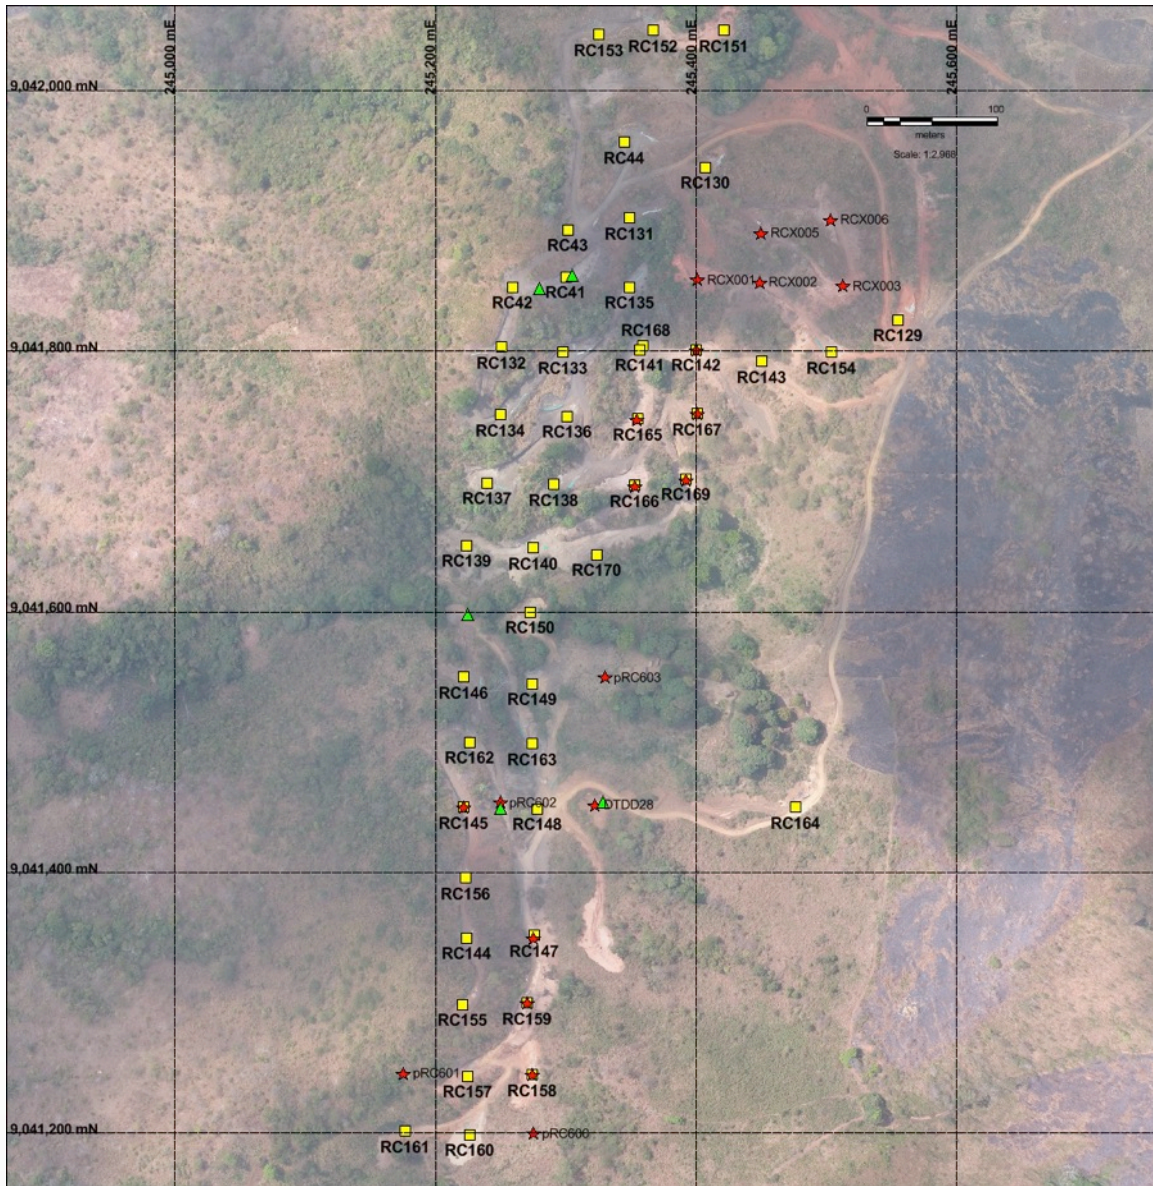 245,000 mE
245,200 mE
245,400 mE
245,600 mE
RC153
RC152
RC151
9,042,000 mN
0
100
meters
Scale: 1:2,968
RC44
RC130
RCX006
RC131
RCX005
RC43
RCX001
RCX002
RCX003
RC42
RC41
RC135
RC129
RC168
9,041,800 mN
RC132
RC133
RC141
RC142
RC143
RC154
RC134
RC136
RC165
RC167
RC137
RC138
RC166
RC169
RC139
RC140
RC170
9,041,600 mN
RC150
pRC603
RC146
RC149
RC162
RC163
pRC602
DTDD28
RC145
RC148
RC164
9,041,400 mN
RC156
RC144
RC147
RC155
RC159
pRC601
RC157
RC158
9,041,200 mN
RC161
RC160
pRC600